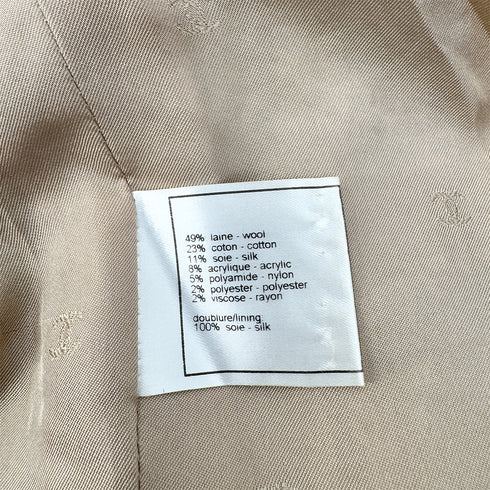 49% laine - wool
23% coton - cotton
11% soie - silk
8% acrylique - acrylic
5% polyamide - nylon
2% polyester - polyester
2% viscose - rayon
doublure/lining
100% soie - silk